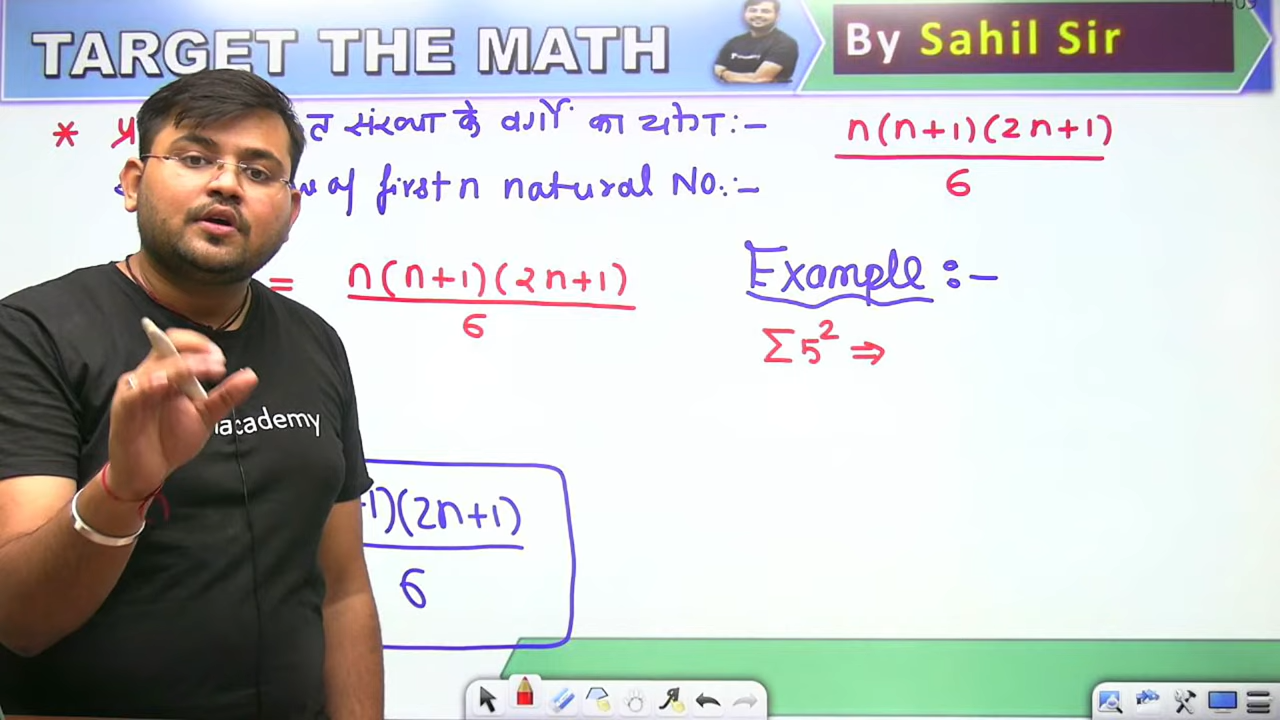 TARGET THE MATH
By Sahil Sir
* संख्या के वर्गों का योग :-
n(n+1)(2n+1)
6
of first n natural NO. :-
= n(n+1)(2n+1)
6
Example :-
Σ5² ⇒
academy
+1)(2n+1)
6